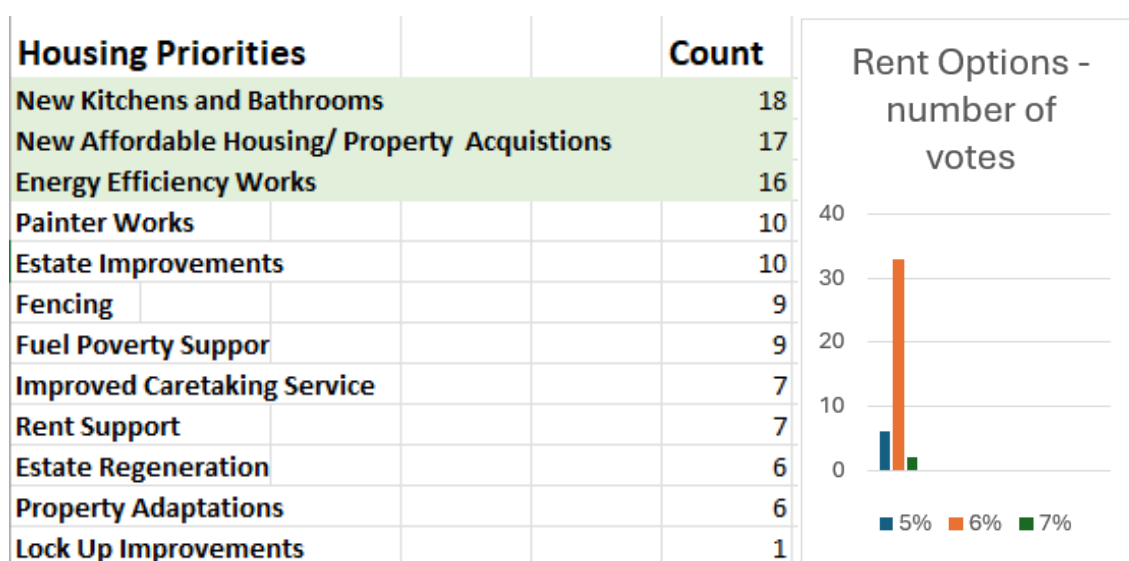 Housing Priorities Count
New Kitchens and Bathrooms 18
New Affordable Housing/ Property Acquistions 17
Energy Efficiency Works 16
Painter Works 10
Estate Improvements 10
Fencing 9
Fuel Poverty Suppor 9
Improved Caretaking Service 7
Rent Support 7
Estate Regeneration 6
Property Adaptations 6
Lock Up Improvements 1
Rent Options -
number of
votes
40
30
20
10
0
5% 6% 7%